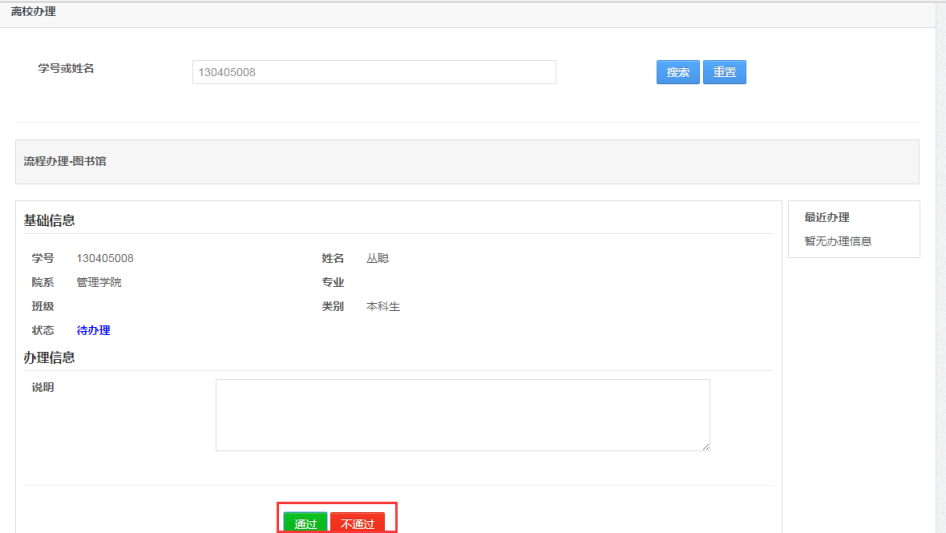 离校办理
学号或姓名 130405008 搜索 重置
流程办理-图书馆
基础信息
学号 130405008 姓名 丛聪
院系 管理学院 专业
班级 类别 本科生
状态 待办理
办理信息
说明
通过 不通过
最近办理
暂无办理信息